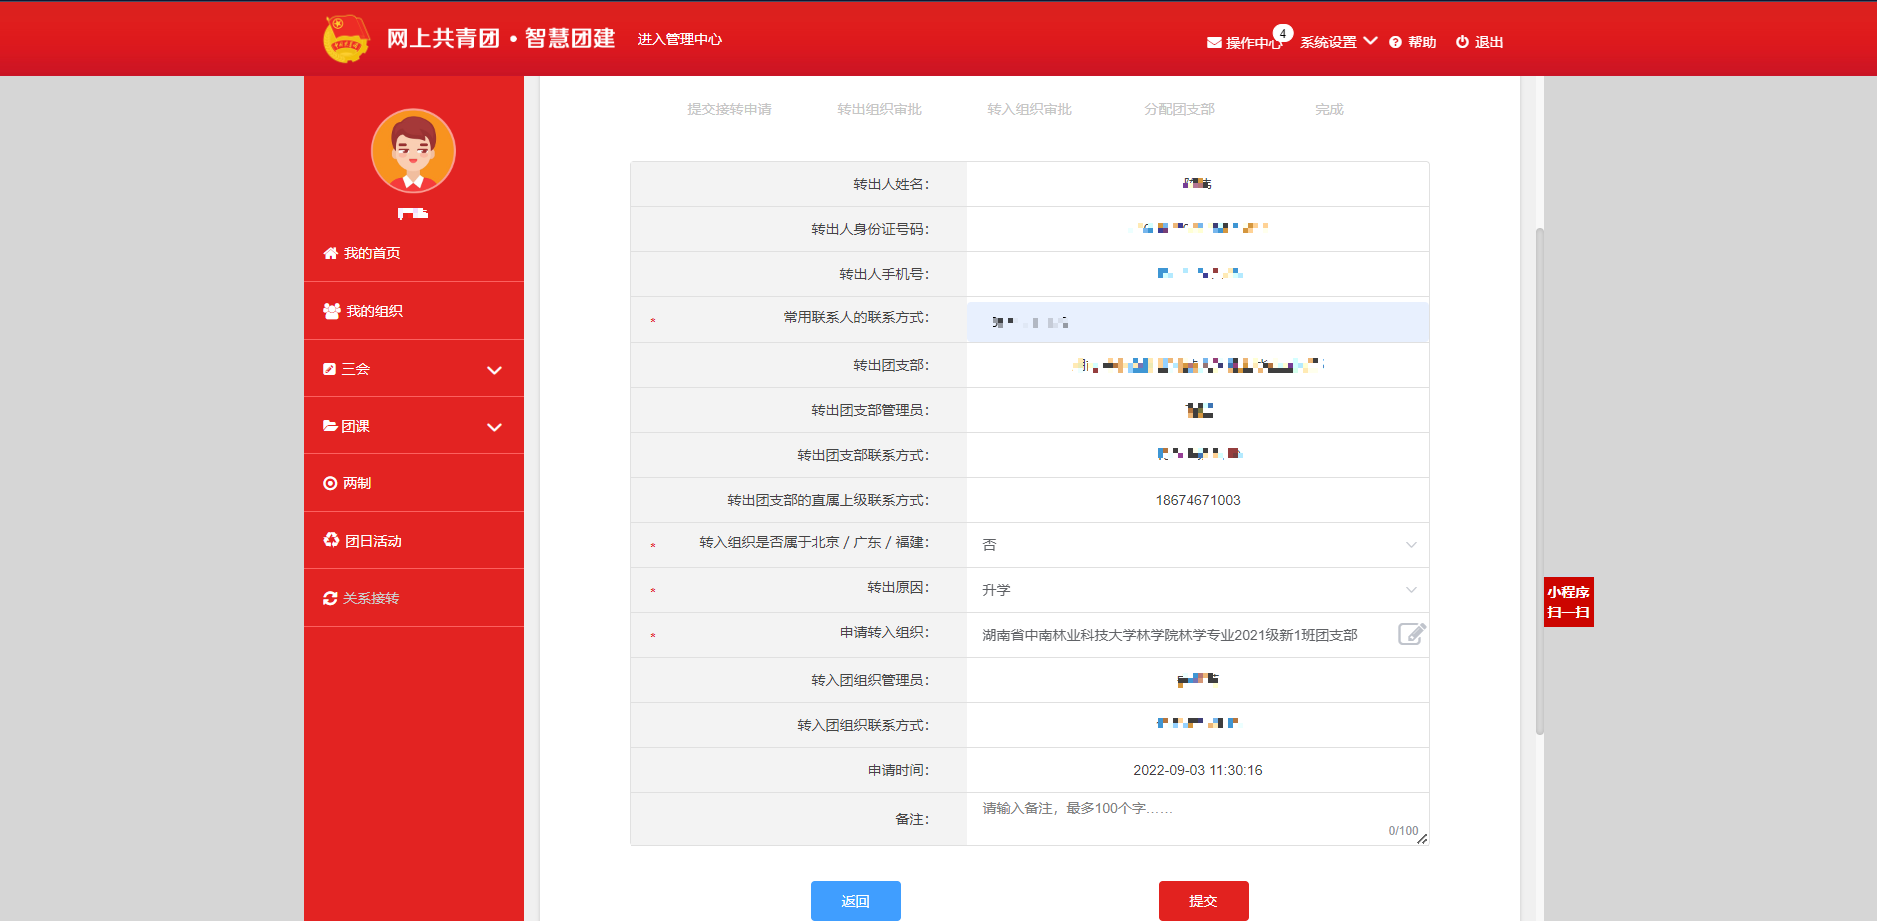 网上共青团·智慧团建 进入管理中心 操作中心 4 系统设置 帮助 退出
我的首页
我的组织
三会
团课
两制
团日活动
关系接转
提交接转申请 转出组织审批 转入组织审批 分配团支部 完成
转出人姓名：
转出人身份证号码：
转出人手机号：
* 常用联系人的联系方式：
转出团支部：
转出团支部管理员：
转出团支部联系方式：
转出团支部的直属上级联系方式： 18674671003
* 转入组织是否属于北京 / 广东 / 福建： 否
* 转出原因： 升学
* 申请转入组织： 湖南省中南林业科技大学林学院林学专业2021级新1班团支部
转入团组织管理员：
转入团组织联系方式：
申请时间： 2022-09-03 11:30:16
备注： 请输入备注，最多100个字……
0/100
返回 提交
小程序
扫一扫